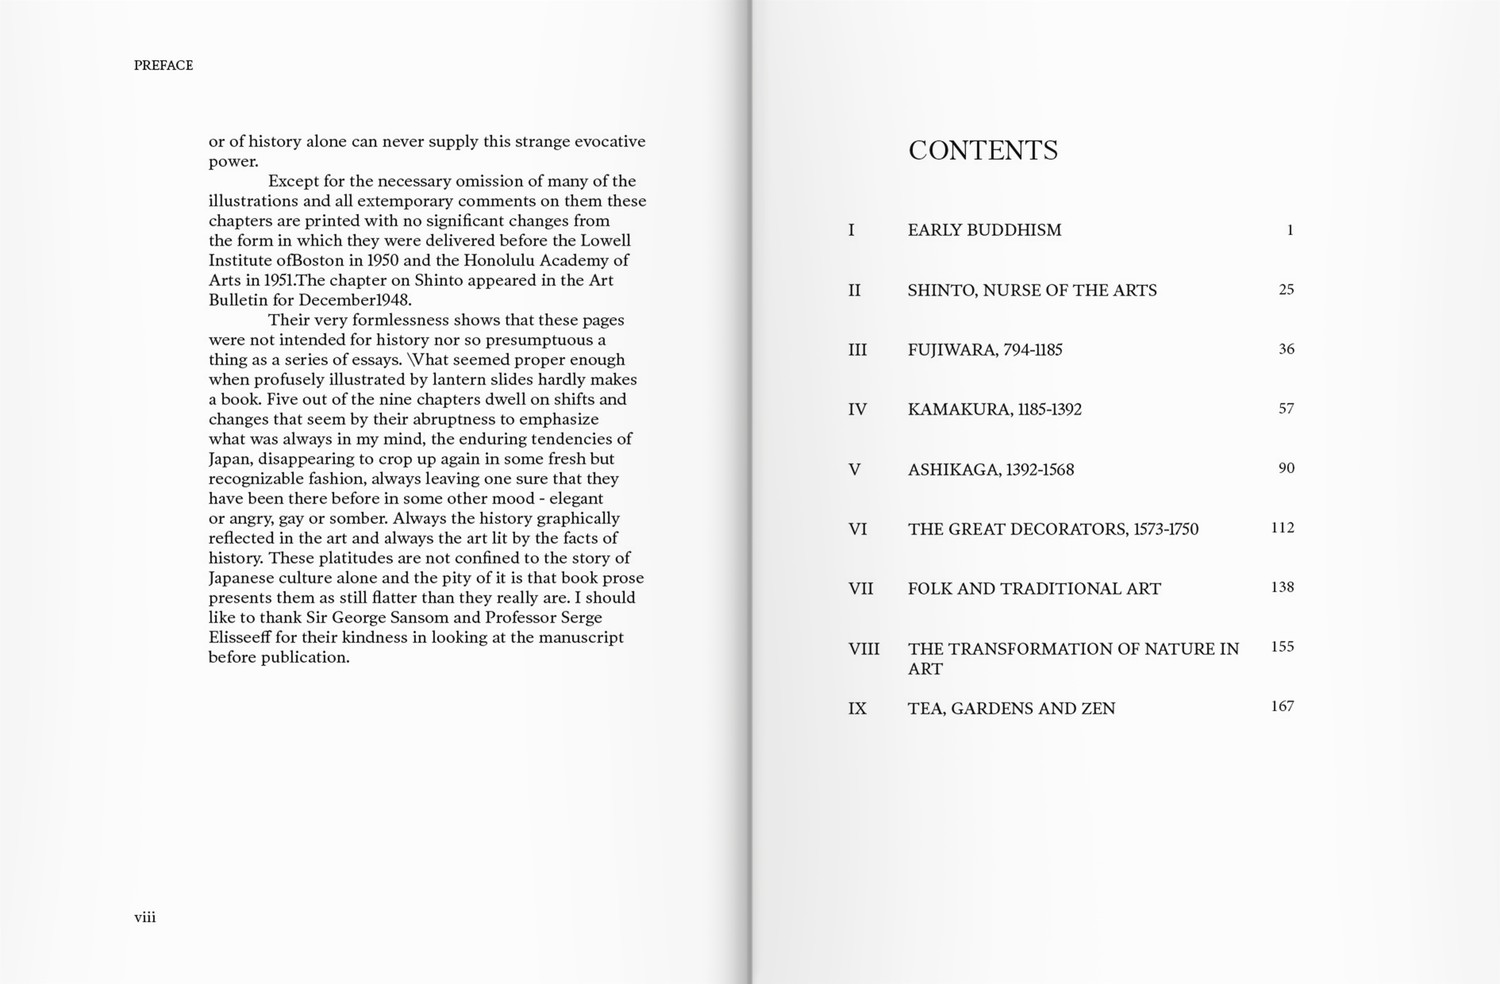 PREFACE
or of history alone can never supply this strange evocative
power.
Except for the necessary omission of many of the
illustrations and all extemporary comments on them these
chapters are printed with no significant changes from
the form in which they were delivered before the Lowell
Institute ofBoston in 1950 and the Honolulu Academy of
Arts in 1951.The chapter on Shinto appeared in the Art
Bulletin for December1948.
Their very formlessness shows that these pages
were not intended for history nor so presumptuous a
thing as a series of essays. \Vhat seemed proper enough
when profusely illustrated by lantern slides hardly makes
a book. Five out of the nine chapters dwell on shifts and
changes that seem by their abruptness to emphasize
what was always in my mind, the enduring tendencies of
Japan, disappearing to crop up again in some fresh but
recognizable fashion, always leaving one sure that they
have been there before in some other mood - elegant
or angry, gay or somber. Always the history graphically
reflected in the art and always the art lit by the facts of
history. These platitudes are not confined to the story of
Japanese culture alone and the pity of it is that book prose
presents them as still flatter than they really are. I should
like to thank Sir George Sansom and Professor Serge
Elisseeff for their kindness in looking at the manuscript
before publication.
viii
CONTENTS
I EARLY BUDDHISM 1
II SHINTO, NURSE OF THE ARTS 25
III FUJIWARA, 794-1185 36
IV KAMAKURA, 1185-1392 57
V ASHIKAGA, 1392-1568 90
VI THE GREAT DECORATORS, 1573-1750 112
VII FOLK AND TRADITIONAL ART 138
VIII THE TRANSFORMATION OF NATURE IN 155
ART
IX TEA, GARDENS AND ZEN 167